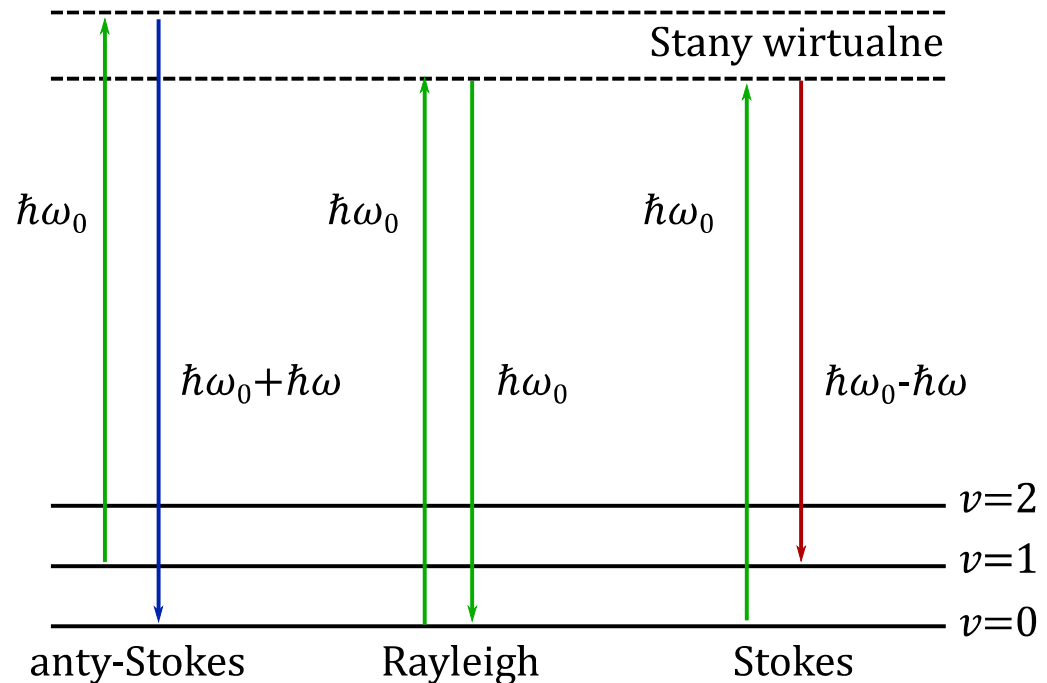 Stany wirtualne
ℏω₀
ℏω₀
ℏω₀
ℏω₀+ℏω
ℏω₀
ℏω₀-ℏω
v=2
v=1
v=0
anty-Stokes
Rayleigh
Stokes